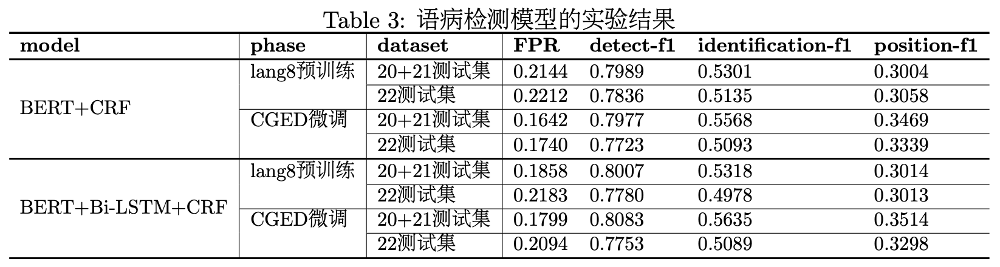 Table 3: 语病检测模型的实验结果
model phase dataset FPR detect-f1 identification-f1 position-f1
BERT+CRF lang8预训练 20+21测试集 0.2144 0.7989 0.5301 0.3004
22测试集 0.2212 0.7836 0.5135 0.3058
CGED微调 20+21测试集 0.1642 0.7977 0.5568 0.3469
22测试集 0.1740 0.7723 0.5093 0.3339
BERT+Bi-LSTM+CRF lang8预训练 20+21测试集 0.1858 0.8007 0.5318 0.3014
22测试集 0.2183 0.7780 0.4978 0.3013
CGED微调 20+21测试集 0.1799 0.8083 0.5635 0.3514
22测试集 0.2094 0.7753 0.5089 0.3298